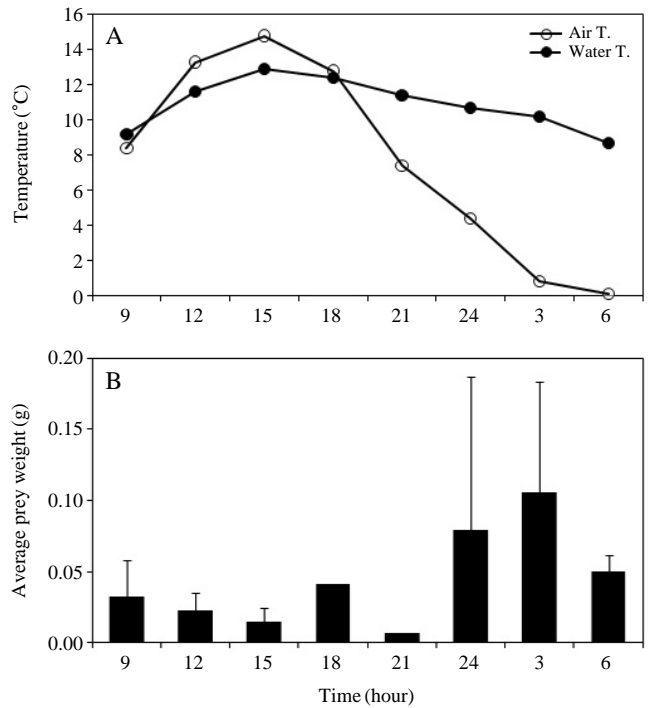 A
Air T.
Water T.
Temperature (°C)
16
14
12
10
8
6
4
2
0
9 12 15 18 21 24 3 6
B
Average prey weight (g)
0.20
0.15
0.10
0.05
0.00
9 12 15 18 21 24 3 6
Time (hour)